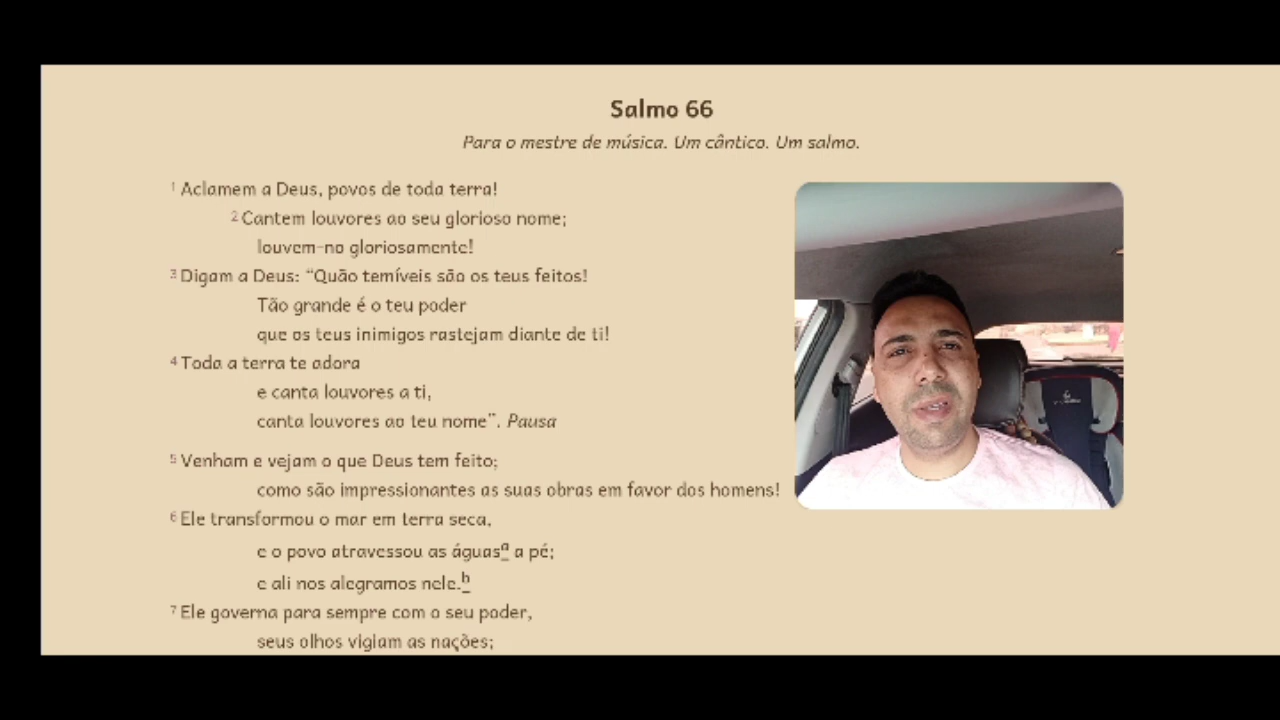 Salmo 66
Para o mestre de música. Um cântico. Um salmo.
1 Aclamem a Deus, povos de toda terra!
2 Cantem louvores ao seu glorioso nome;
louvem-no gloriosamente!
3 Digam a Deus: “Quão temíveis são os teus feitos!
Tão grande é o teu poder
que os teus inimigos rastejam diante de ti!
4 Toda a terra te adora
e canta louvores a ti,
canta louvores ao teu nome”. Pausa
5 Venham e vejam o que Deus tem feito;
como são impressionantes as suas obras em favor dos homens!
6 Ele transformou o mar em terra seca,
e o povo atravessou as águasa a pé;
e ali nos alegramos nele.b
7 Ele governa para sempre com o seu poder,
seus olhos vigiam as nações;